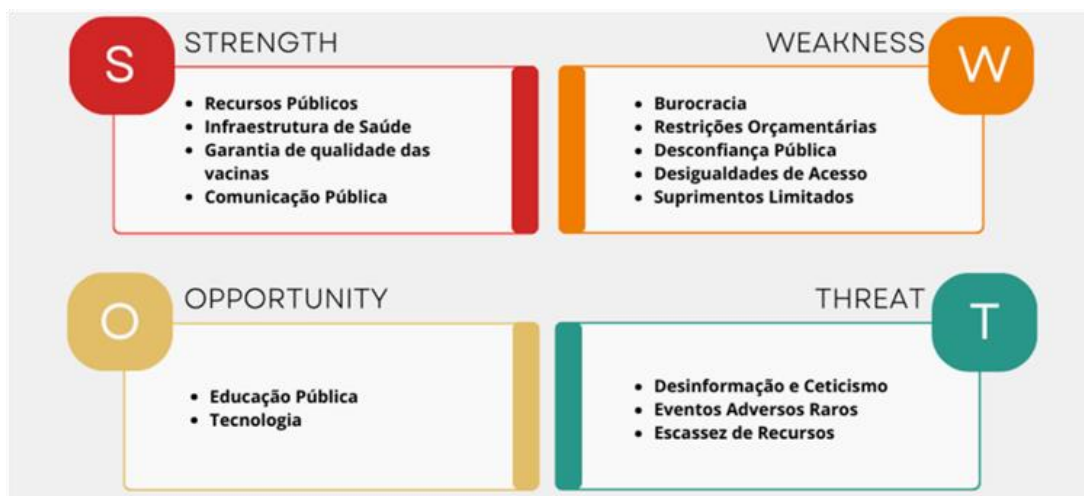 S
STRENGTH
• Recursos Públicos
• Infraestrutura de Saúde
• Garantia de qualidade das
vacinas
• Comunicação Pública
WEAKNESS
W
• Burocracia
• Restrições Orçamentárias
• Desconfiança Pública
• Desigualdades de Acesso
• Suprimentos Limitados
O
OPPORTUNITY
• Educação Pública
• Tecnologia
THREAT
T
• Desinformação e Ceticismo
• Eventos Adversos Raros
• Escassez de Recursos